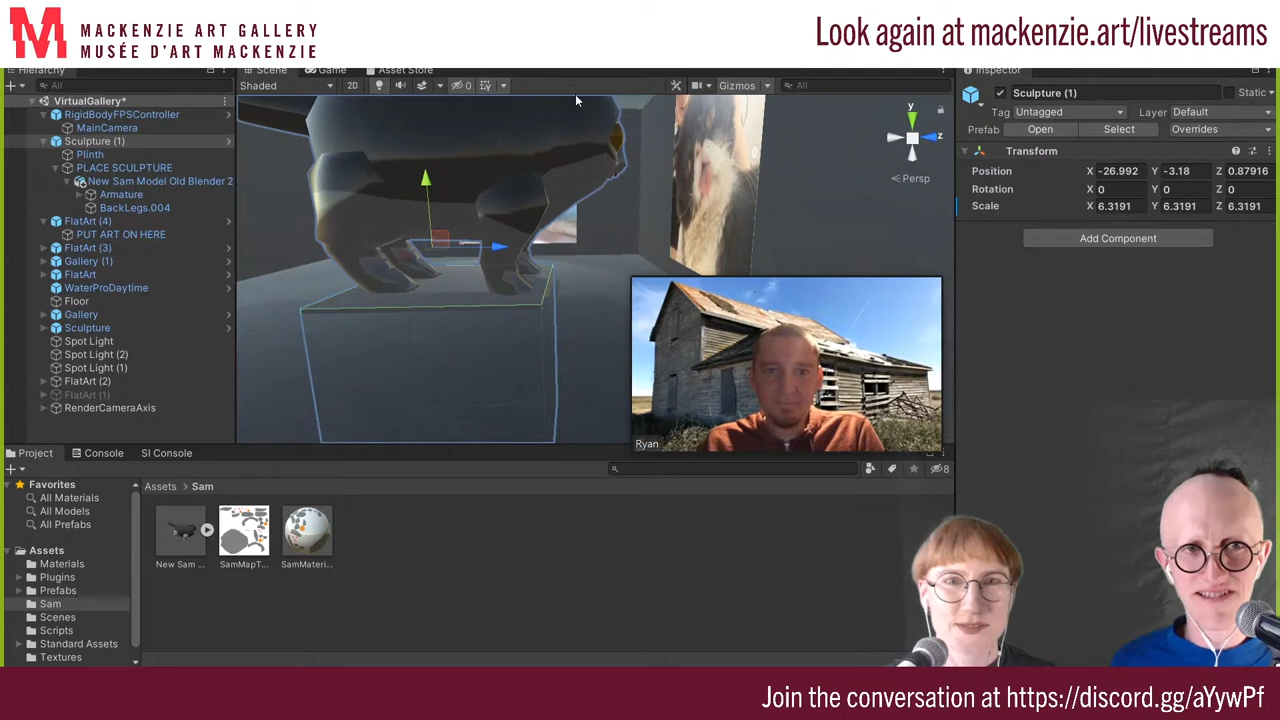 MACKENZIE ART GALLERY
MUSÉE D'ART MACKENZIE
Look again at mackenzie.art/livestreams
Hierarchy
Scene
Game
Asset Store
Inspector
All
Shaded
2D
0
Gizmos
All
VirtualGallery*
RigidBodyFPSController
MainCamera
Sculpture (1)
Plinth
PLACE SCULPTURE
New Sam Model Old Blender 2
Armature
BackLegs.004
FlatArt (4)
PUT ART ON HERE
FlatArt (3)
Gallery (1)
FlatArt
WaterProDaytime
Floor
Gallery
Sculpture
Spot Light
Spot Light (2)
Spot Light (1)
FlatArt (2)
FlatArt (1)
RenderCameraAxis
y
z
Persp
Ryan
Sculpture (1)
Static
Tag Untagged Layer Default
Prefab Open Select Overrides
Transform
Position X -26.992 Y -3.18 Z 0.87916
Rotation X 0 Y 0 Z 0
Scale X 6.3191 Y 6.3191 Z 6.3191
Add Component
Project
Console
SI Console
8
Favorites
All Materials
All Models
All Prefabs
Assets
Materials
Plugins
Prefabs
Sam
Scenes
Scripts
Standard Assets
Textures
Assets
Sam
New Sam ...
SamMapT...
SamMateri...
Join the conversation at https://discord.gg/aYywPf